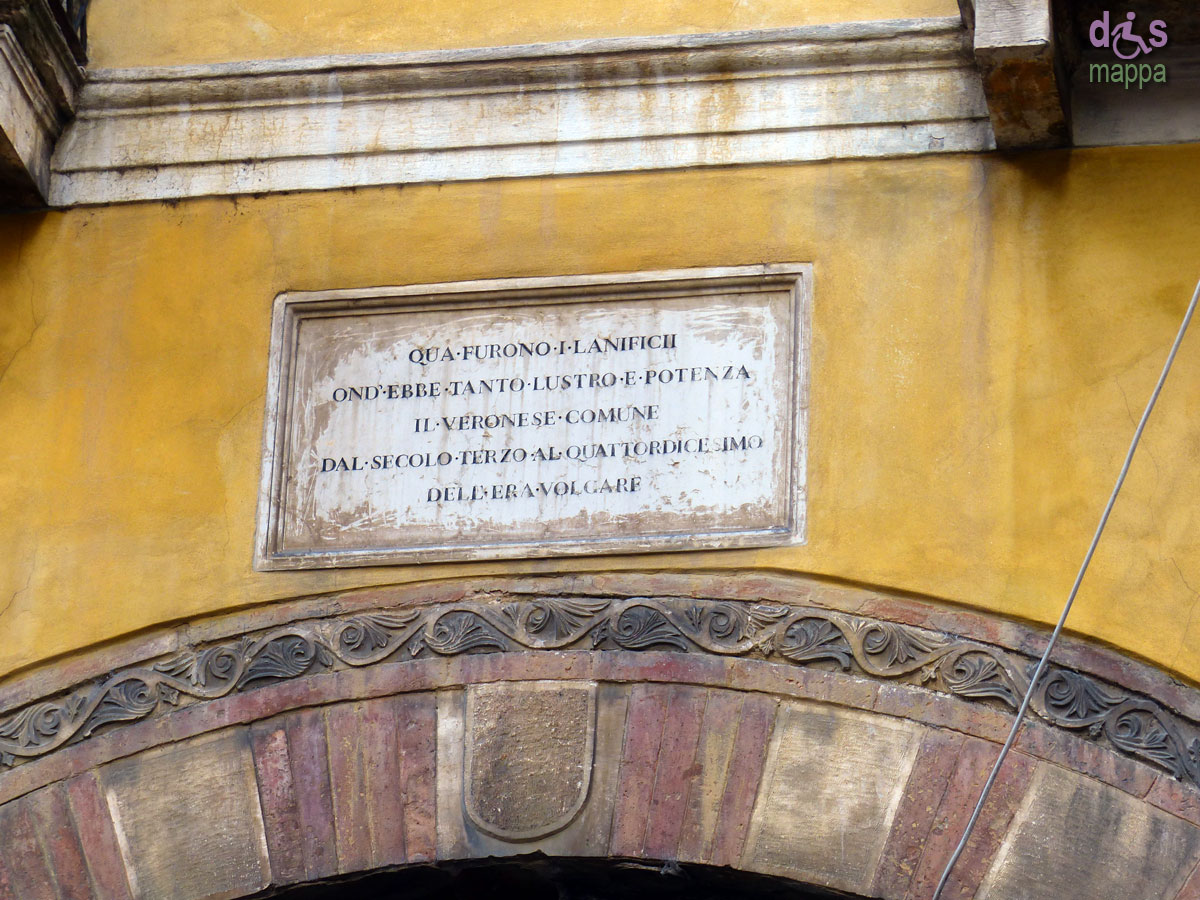 dis
mappa
QUA·FURONO·I·LANIFICII
OND'·EBBE·TANTO·LUSTRO·E·POTENZA
IL·VERONESE·COMUNE
DAL·SECOLO·TERZO·AL·QUATTORDICESIMO
DELL'·ERA·VOLGARE